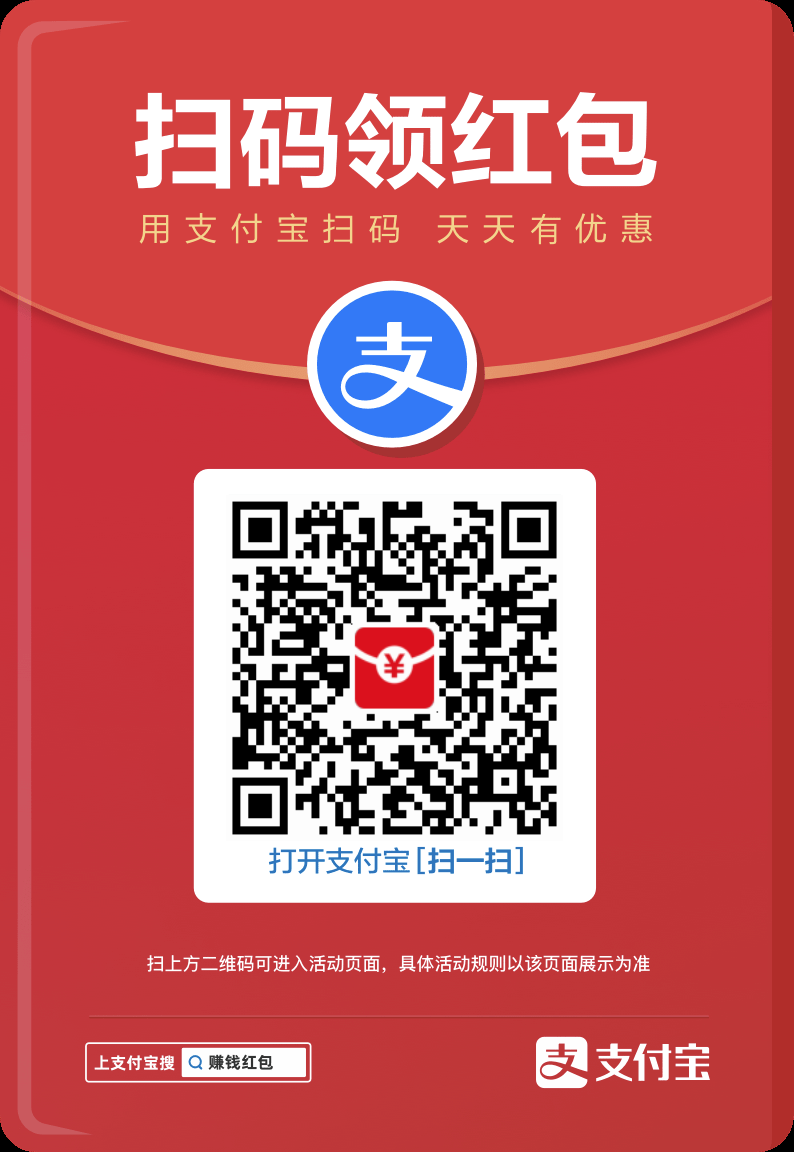 扫码领红包
用支付宝扫码 天天有优惠
支
¥
打开支付宝[扫一扫]
扫上方二维码可进入活动页面，具体活动规则以该页面展示为准
上支付宝搜 赚钱红包
支 支付宝